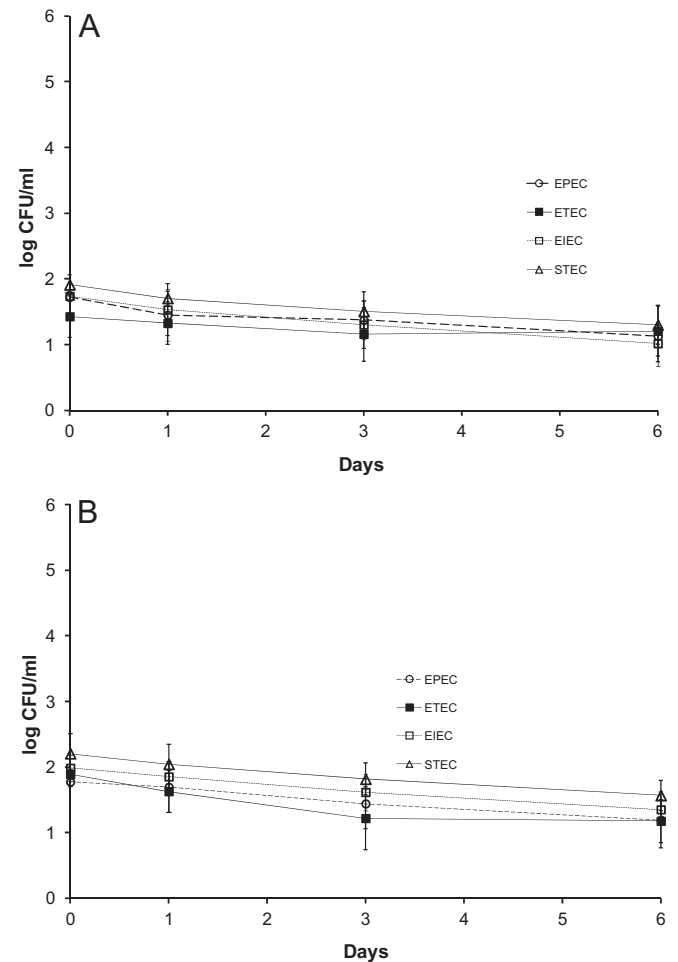 A
6
5
4
3
2
1
0
log CFU/ml
EPEC
ETEC
EIEC
STEC
0 1 2 3 4 5 6
Days
B
6
5
4
3
2
1
0
log CFU/ml
EPEC
ETEC
EIEC
STEC
0 1 2 3 4 5 6
Days